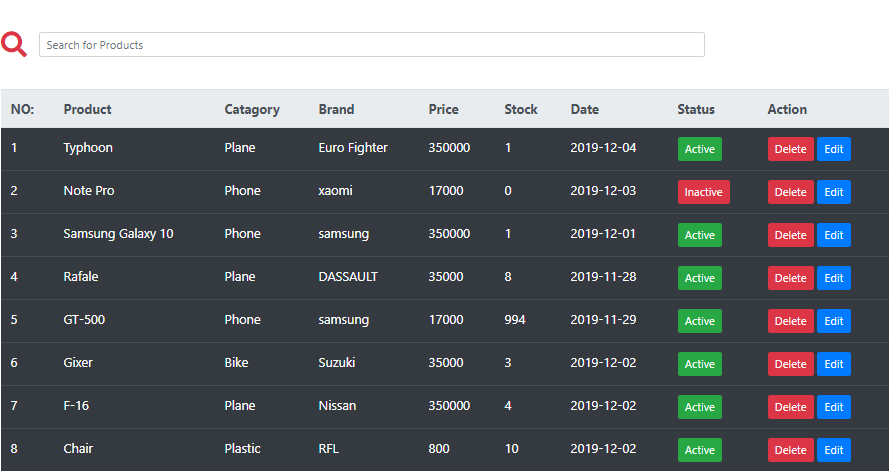 Search for Products
NO: Product Catagory Brand Price Stock Date Status Action
1 Typhoon Plane Euro Fighter 350000 1 2019-12-04 Active Delete Edit
2 Note Pro Phone xaomi 17000 0 2019-12-03 Inactive Delete Edit
3 Samsung Galaxy 10 Phone samsung 350000 1 2019-12-01 Active Delete Edit
4 Rafale Plane DASSAULT 35000 8 2019-11-28 Active Delete Edit
5 GT-500 Phone samsung 17000 994 2019-11-29 Active Delete Edit
6 Gixer Bike Suzuki 35000 3 2019-12-02 Active Delete Edit
7 F-16 Plane Nissan 350000 4 2019-12-02 Active Delete Edit
8 Chair Plastic RFL 800 10 2019-12-02 Active Delete Edit